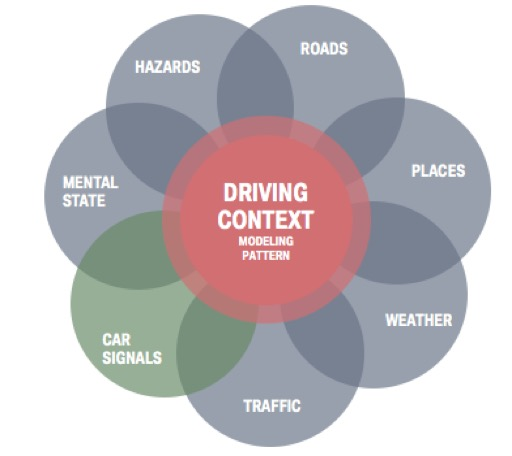 HAZARDS
ROADS
PLACES
MENTAL
STATE
DRIVING
CONTEXT
MODELING
PATTERN
WEATHER
CAR
SIGNALS
TRAFFIC